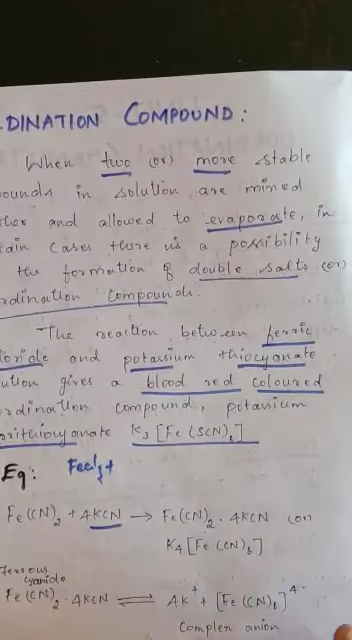 DINATION COMPOUND:
When two (or) more stable
ounds in solution are mixed
ther and allowed to evaporate, in
tain cases there is a possibility
the formation of double salts (or)
rdination compounds.
The reaction between ferric
loride and potassium thiocyanate
ution gives a blood red coloured
rdination compound, potassium
rrithiocyanate K3[Fe(SCN)6]
Eg:
Fe(CN)2 + 4KCN → Fe(CN)2 . 4KCN (or)
K4[Fe(CN)6]
Ferrous
cyanide
Fe(CN)2 . 4KCN ⇌ 4K+ + [Fe(CN)6]4-
Complex anion